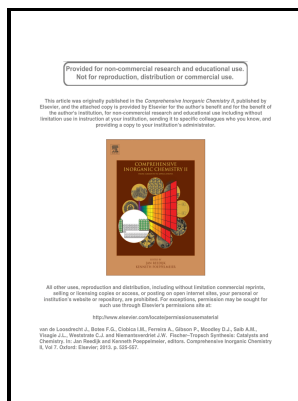 Provided for non-commercial research and educational use.
Not for reproduction, distribution or commercial use.
This article was originally published in the Comprehensive Inorganic Chemistry II, published by
Elsevier, and the attached copy is provided by Elsevier for the author's benefit and for the benefit of
the author's institution, for non-commercial research and educational use including without
limitation use in instruction at your institution, sending it to specific colleagues who you know, and
providing a copy to your institution's administrator.
COMPREHENSIVE
INORGANIC CHEMISTRY II
All other uses, reproduction and distribution, including without limitation commercial reprints,
selling or licensing copies or access, or posting on open internet sites, your personal or
institution's website or repository, are prohibited. For exceptions, permission may be sought for
such use through Elsevier's permissions site at:
http://www.elsevier.com/locate/permissionusematerial
van de Loosdrecht J., Botes F.G., Ciobica I.M., Ferreira A., Gibson P., Moodley D.J., Saib A.M.,
Visagie J.L., Weststrate C.J. and Niemantsverdriet J.W. Fischer–Tropsch Synthesis: Catalysts and
Chemistry. In: Jan Reedijk and Kenneth Poeppelmeier, editors. Comprehensive Inorganic Chemistry
II, Vol 7. Oxford: Elsevier; 2013. p. 525-557.